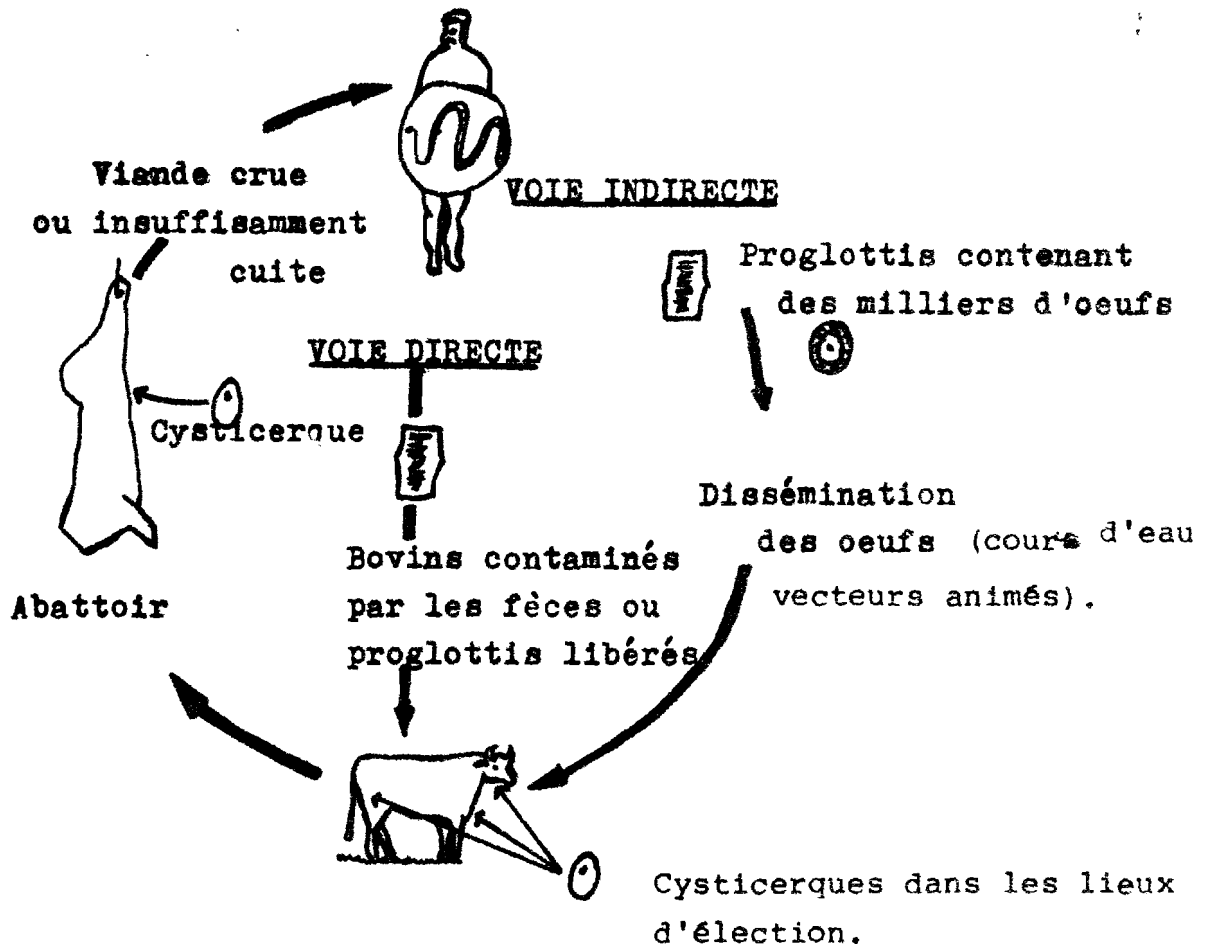 Viande crue
ou insuffisamment
cuite
VOIE INDIRECTE
Proglottis contenant
des milliers d'oeufs
VOIE DIRECTE
Cysticerque
Dissémination
des oeufs (cours d'eau
vecteurs animés).
Bovins contaminés
par les fèces ou
proglottis libérés
Abattoir
Cysticerques dans les lieux
d'élection.